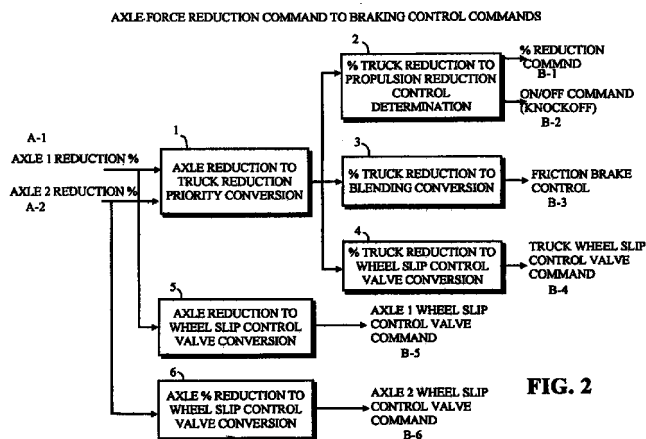 AXLE FORCE REDUCTION COMMAND TO BRAKING CONTROL COMMANDS
2
% TRUCK REDUCTION TO
PROPULSION REDUCTION
CONTROL
DETERMINATION
% REDUCTION
COMMND
B-1
ON/OFF COMMAND
(KNOCKOFF)
B-2
A-1
AXLE 1 REDUCTION %
AXLE 2 REDUCTION %
A-2
1
AXLE REDUCTION TO
TRUCK REDUCTION
PRIORITY CONVERSION
3
% TRUCK REDUCTION TO
BLENDING CONVERSION
FRICTION BRAKE
CONTROL
B-3
4
% TRUCK REDUCTION TO
WHEEL SLIP CONTROL
VALVE CONVERSION
TRUCK WHEEL SLIP
CONTROL VALVE
COMMAND
B-4
5
AXLE REDUCTION TO
WHEEL SLIP CONTROL
VALVE CONVERSION
AXLE 1 WHEEL SLIP
CONTROL VALVE
COMMAND
B-5
6
AXLE % REDUCTION TO
WHEEL SLIP CONTROL
VALVE CONVERSION
AXLE 2 WHEEL SLIP
CONTROL VALVE
COMMAND
B-6
FIG. 2